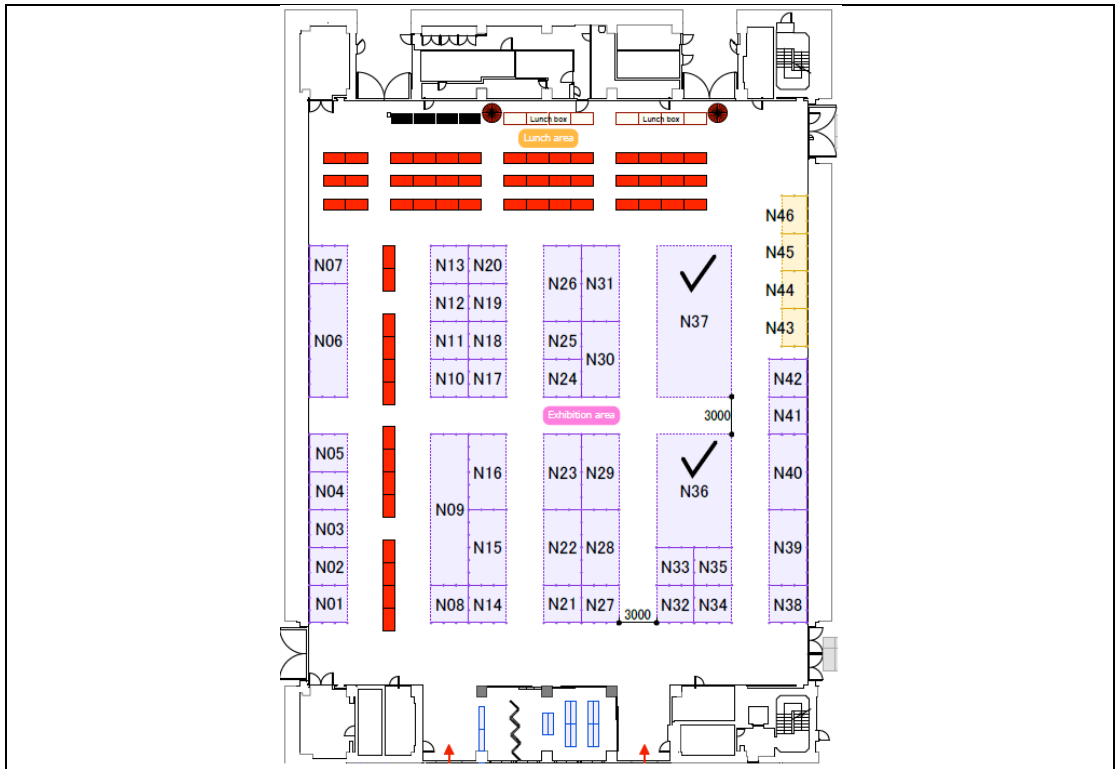 Lunch box Lunch box
Lunch area
N46
N45
N44
N43
N07 N13 N20 N26 N31 N37
N06 N12 N19
N11 N18 N25 N30
N10 N17 N24 N42
Exhibition area 3000 N41
N05 N16 N23 N29 N36 N40
N04
N03 N09 N15 N22 N28 N39
N02 N33 N35
N01 N08 N14 N21 N27 N32 N34 N38
3000